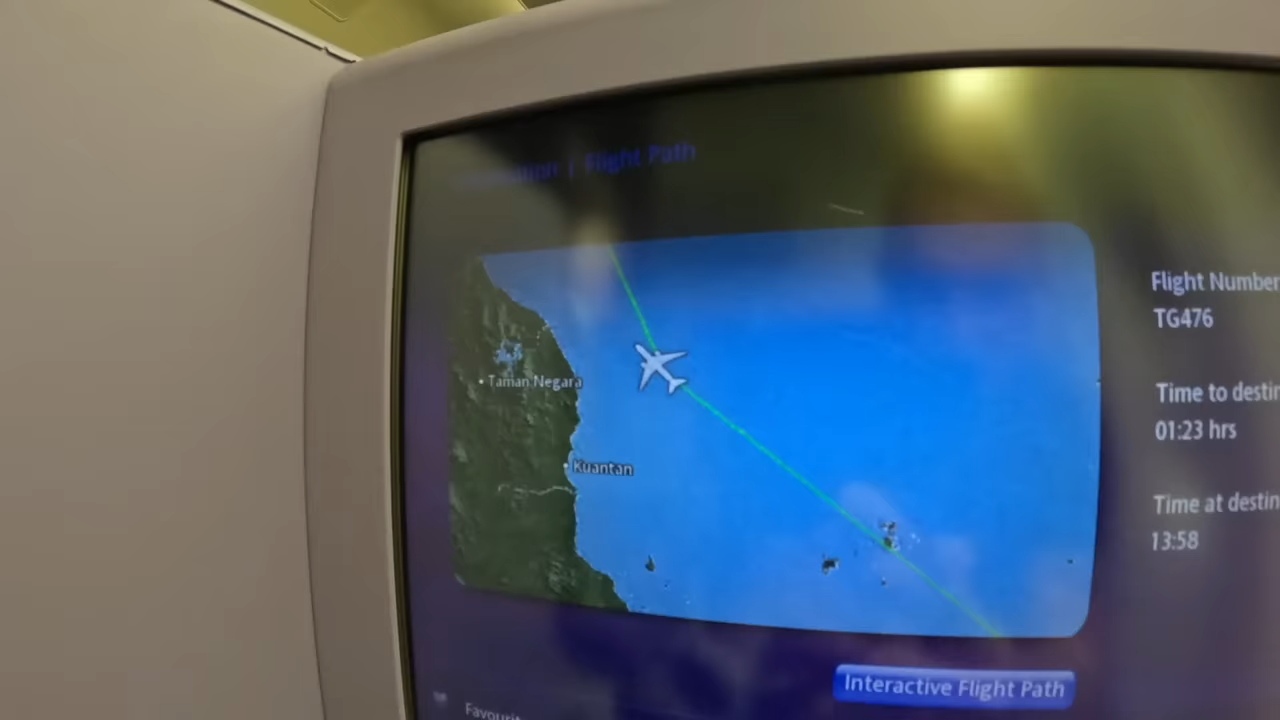 | Flight Path
Flight Number
TG476
Taman Negara
Time to destin
01:23 hrs
Kuantan
Time at destin
13:58
Interactive Flight Path
Favourit